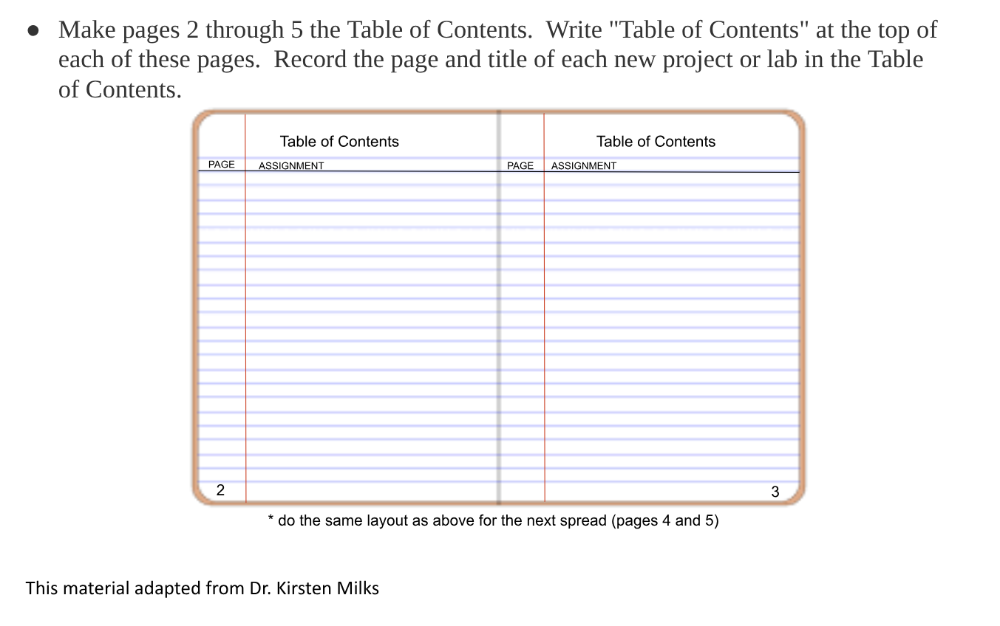 ● Make pages 2 through 5 the Table of Contents.  Write "Table of Contents" at the top of
each of these pages.  Record the page and title of each new project or lab in the Table
of Contents.
Table of Contents
PAGE ASSIGNMENT
2
Table of Contents
PAGE ASSIGNMENT
3
* do the same layout as above for the next spread (pages 4 and 5)
This material adapted from Dr. Kirsten Milks